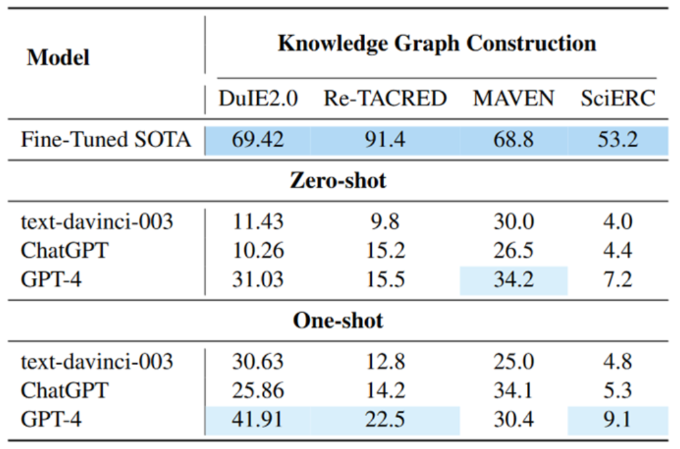 Model Knowledge Graph Construction
DuIE2.0 Re-TACRED MAVEN SciERC
Fine-Tuned SOTA 69.42 91.4 68.8 53.2
Zero-shot
text-davinci-003 11.43 9.8 30.0 4.0
ChatGPT 10.26 15.2 26.5 4.4
GPT-4 31.03 15.5 34.2 7.2
One-shot
text-davinci-003 30.63 12.8 25.0 4.8
ChatGPT 25.86 14.2 34.1 5.3
GPT-4 41.91 22.5 30.4 9.1